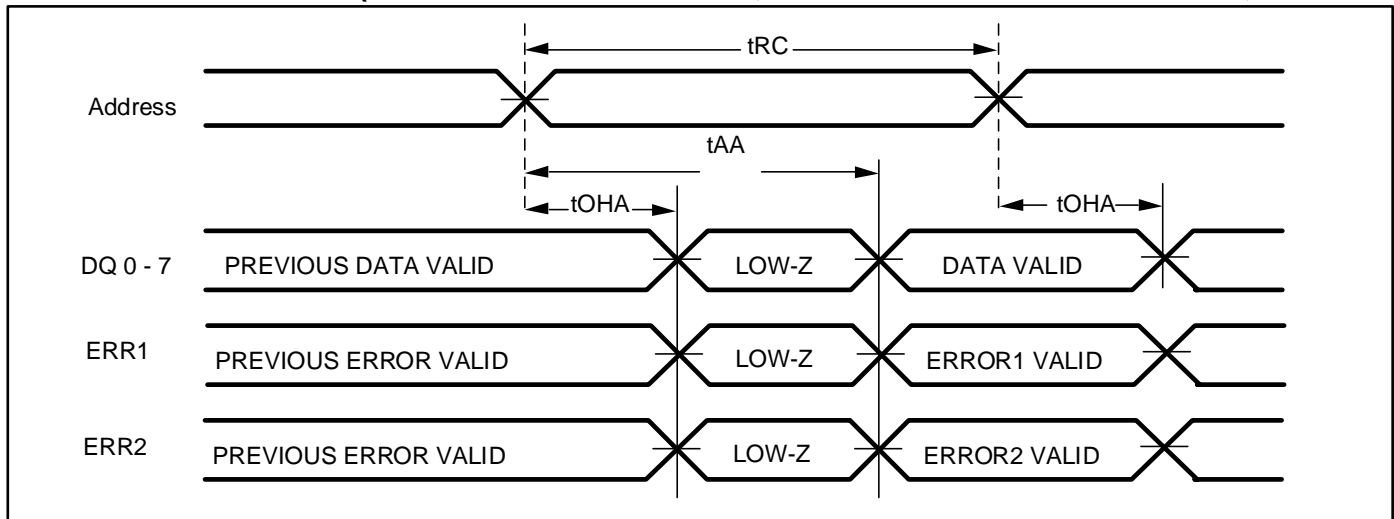 tRC
Address
tAA
tOHA
tOHA
DQ 0 - 7 PREVIOUS DATA VALID LOW-Z DATA VALID
ERR1 PREVIOUS ERROR VALID LOW-Z ERROR1 VALID
ERR2 PREVIOUS ERROR VALID LOW-Z ERROR2 VALID